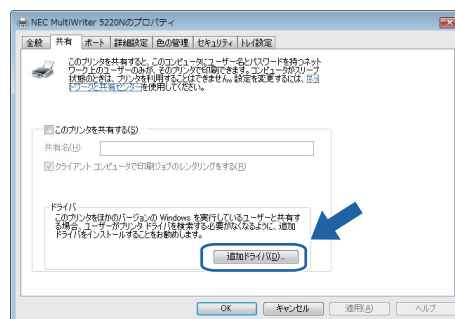 NEC MultiWriter 5220Nのプロパティ
全般 共有 ポート 詳細設定 色の管理 セキュリティ トレイ設定
このプリンタを共有すると、このコンピュータにユーザー名とパスワードを持つネット
ワーク上のユーザーのみが、そのプリンタで印刷できます。コンピュータがスリープ
状態のときは、プリンタを利用することはできません。設定を変更するには、ネッ
トワークと共有センターを使用してください。
このプリンタを共有する(S)
共有名(H):
クライアント コンピュータで印刷ジョブのレンダリングをする(R)
ドライバ
このプリンタをほかのバージョンの Windows を実行しているユーザーと共有す
る場合、ユーザーがプリンタ ドライバを検索する必要がなくなるように、追加
ドライバをインストールすることをお勧めします。
追加ドライバ(D)...
OK キャンセル 適用(A) ヘルプ